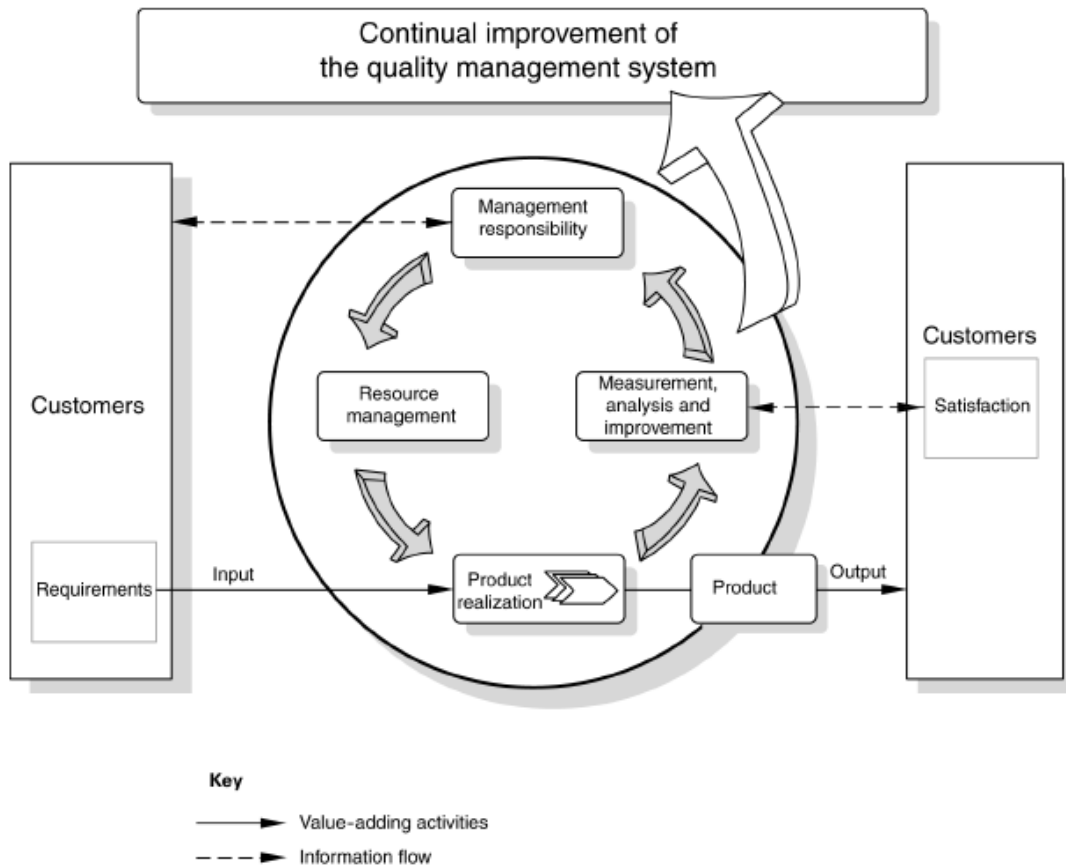 Continual improvement of
the quality management system
Management
responsibility
Customers
Resource
management
Measurement,
analysis and
improvement
Customers
Satisfaction
Requirements
Input
Product
realization
Product
Output
Key
Value-adding activities
Information flow